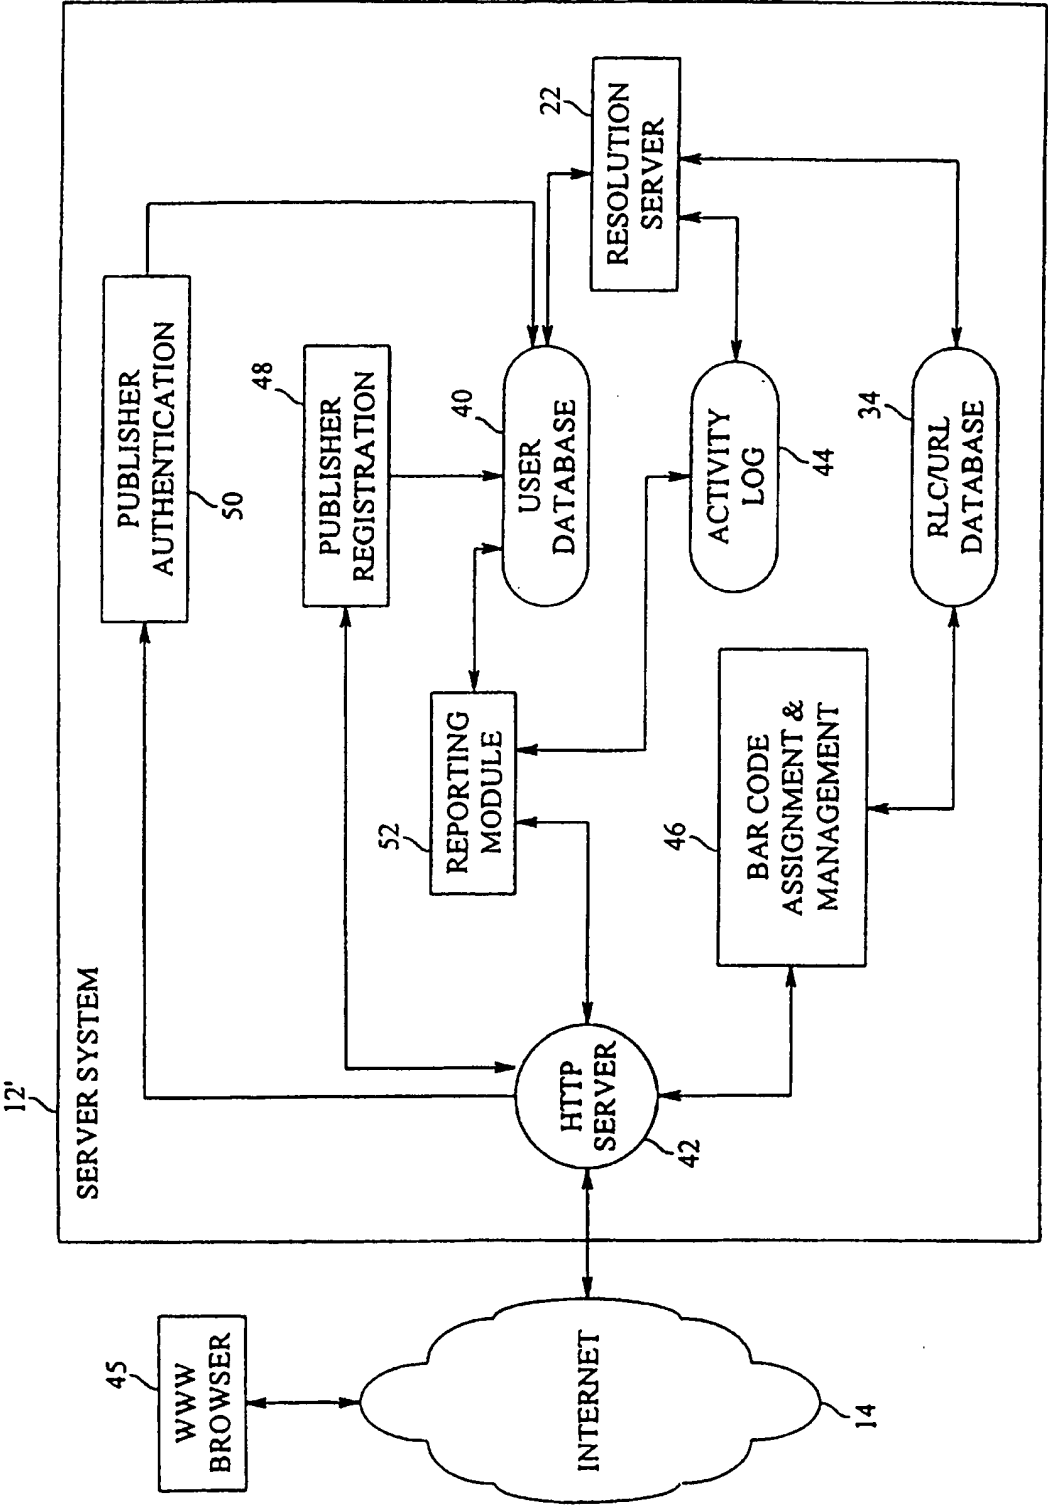 12'
SERVER SYSTEM
45
WWW
BROWSER
INTERNET
14
HTTP
SERVER
42
PUBLISHER
AUTHENTICATION
50
48
PUBLISHER
REGISTRATION
52
REPORTING
MODULE
40
USER
DATABASE
22
RESOLUTION
SERVER
ACTIVITY
LOG
44
46
BAR CODE
ASSIGNMENT &
MANAGEMENT
34
RLC/URL
DATABASE